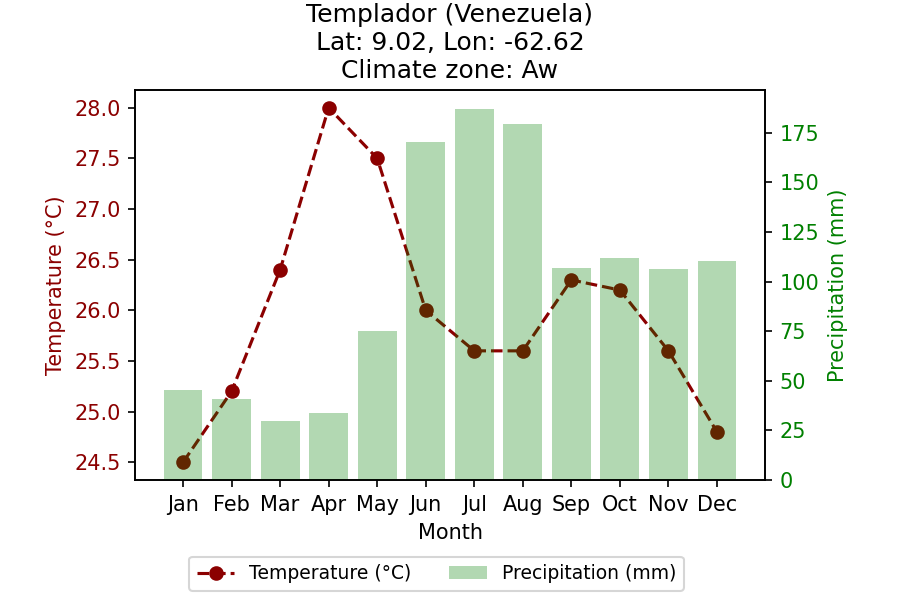 Templador (Venezuela)
Lat: 9.02, Lon: -62.62
Climate zone: Aw
Temperature (°C)
28.0
27.5
27.0
26.5
26.0
25.5
25.0
24.5
175
150
125
100
75
50
25
0
Precipitation (mm)
Jan Feb Mar Apr May Jun Jul Aug Sep Oct Nov Dec
Month
Temperature (°C) Precipitation (mm)